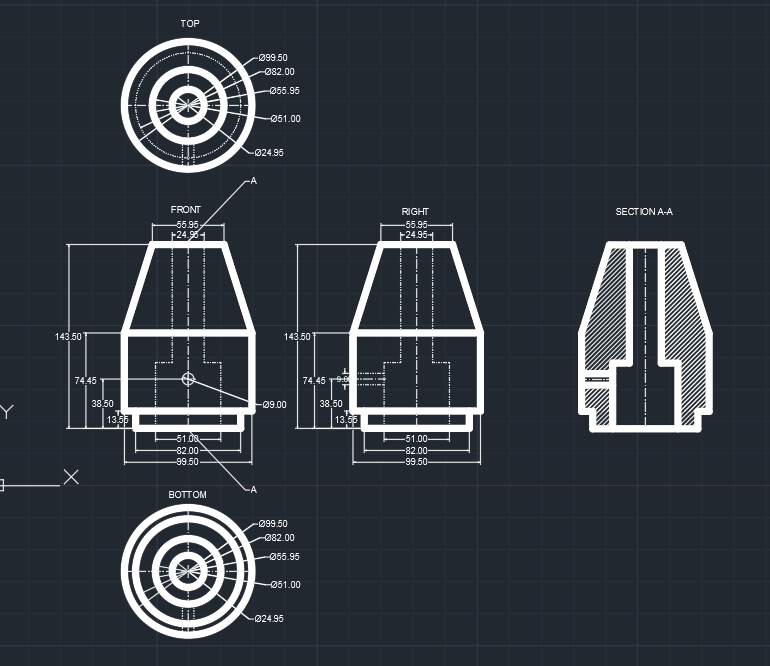 TOP
Ø99.50
Ø82.00
Ø55.95
Ø51.00
Ø24.95
A
FRONT
55.95
24.95
143.50
74.45
38.50
13.55
Ø9.00
51.00
82.00
99.50
A
RIGHT
55.95
24.95
143.50
74.45
9.0
38.50
13.55
51.00
82.00
99.50
SECTION A-A
Y
X
BOTTOM
Ø99.50
Ø82.00
Ø55.95
Ø51.00
Ø24.95